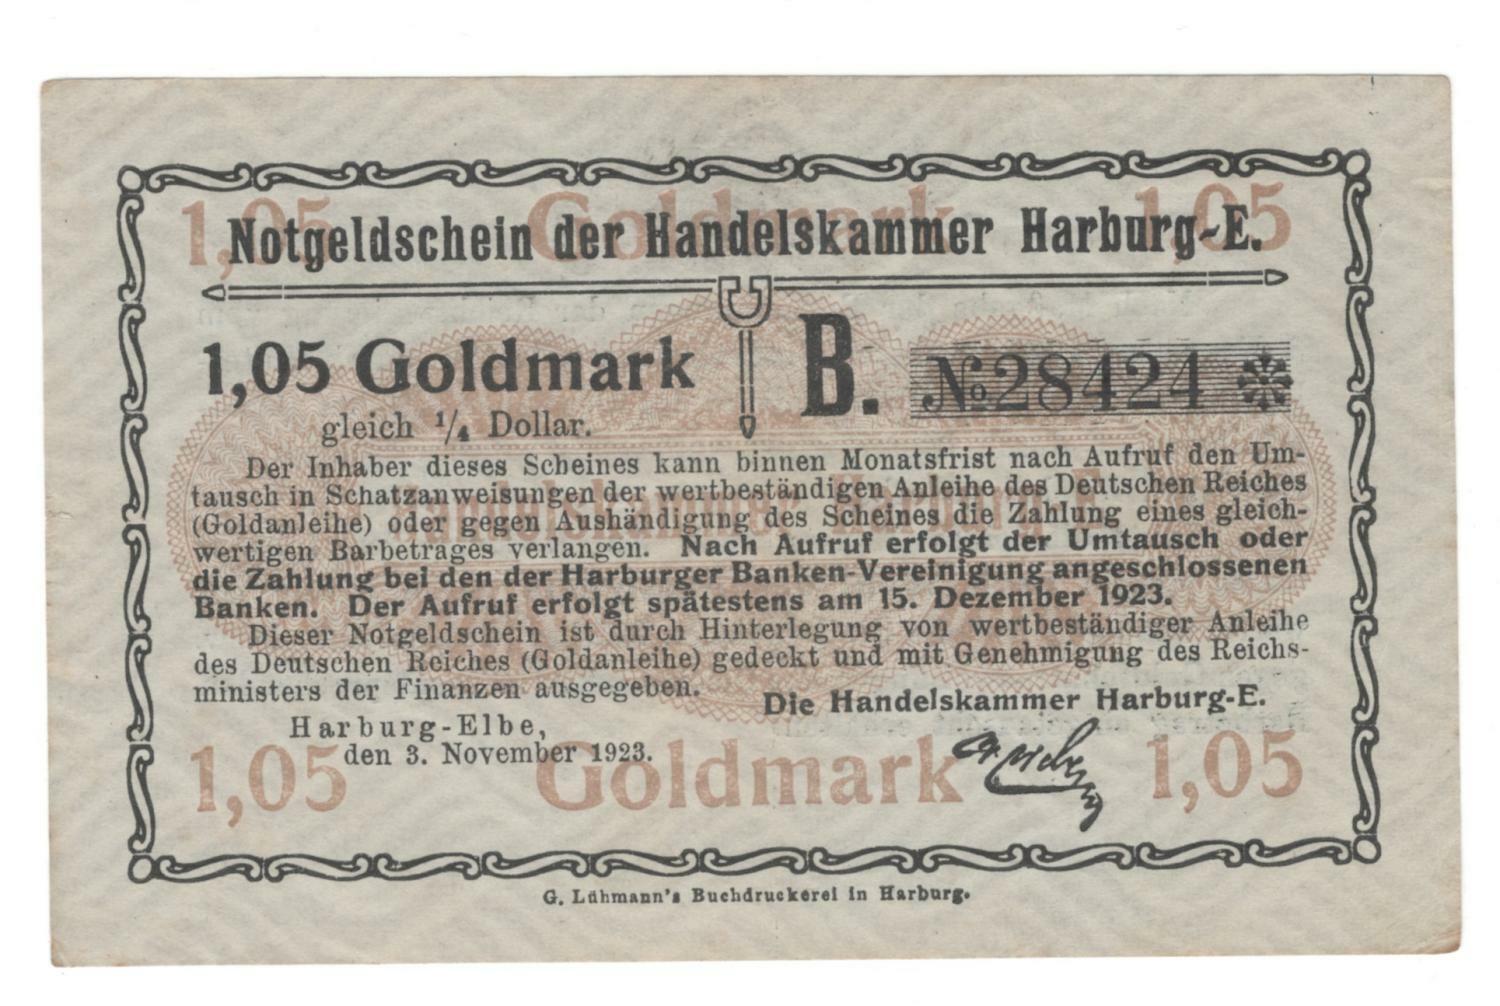 1,05 Goldmark 1,05
Notgeldschein der Handelskammer Harburg-E.
1,05 Goldmark
gleich 1/4 Dollar.
B. № 28424 *
Der Inhaber dieses Scheines kann binnen Monatsfrist nach Aufruf den Um-
tausch in Schatzanweisungen der wertbeständigen Anleihe des Deutschen Reiches
(Goldanleihe) oder gegen Aushändigung des Scheines die Zahlung eines gleich-
wertigen Barbetrages verlangen. Nach Aufruf erfolgt der Umtausch oder
die Zahlung bei den der Harburger Banken-Vereinigung angeschlossenen
Banken. Der Aufruf erfolgt spätestens am 15. Dezember 1923.
Dieser Notgeldschein ist durch Hinterlegung von wertbeständiger Anleihe
des Deutschen Reiches (Goldanleihe) gedeckt und mit Genehmigung des Reichs-
ministers der Finanzen ausgegeben.
Die Handelskammer Harburg-E.
Harburg-Elbe,
den 3. November 1923.
1,05 Goldmark 1,05
G. Lühmann's Buchdruckerei in Harburg.